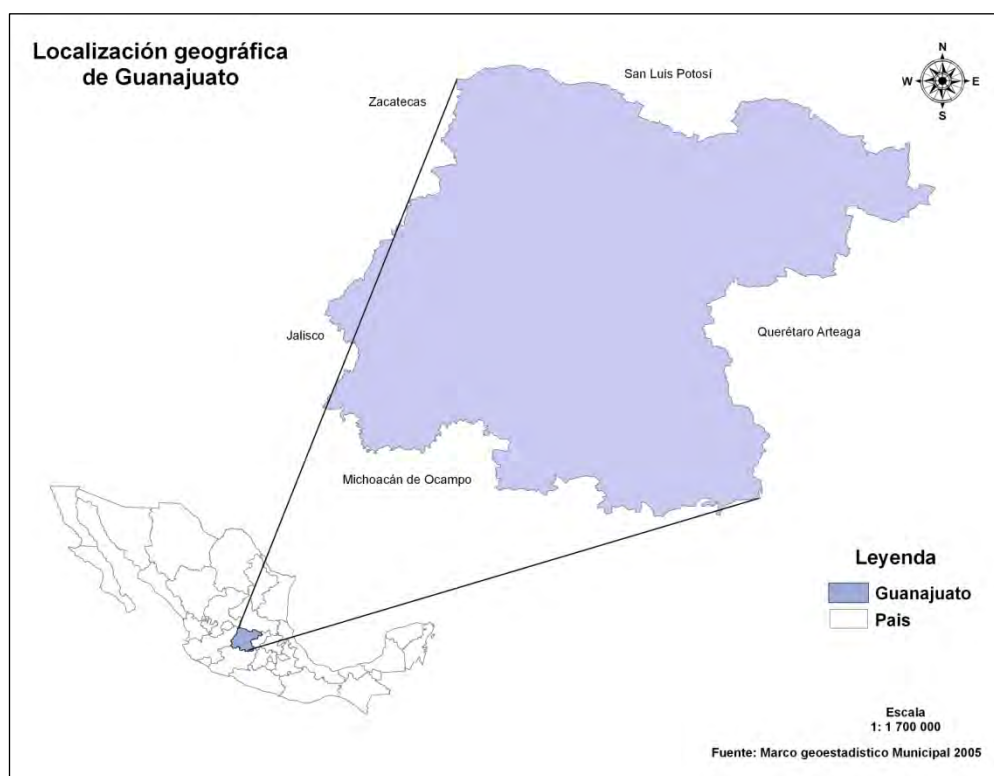 Localización geográfica
de Guanajuato
San Luis Potosí
N
W
E
S
Zacatecas
Jalisco
Querétaro Arteaga
Michoacán de Ocampo
Leyenda
Guanajuato
Pais
Escala
1: 1 700 000
Fuente: Marco geoestadistico Municipal 2005